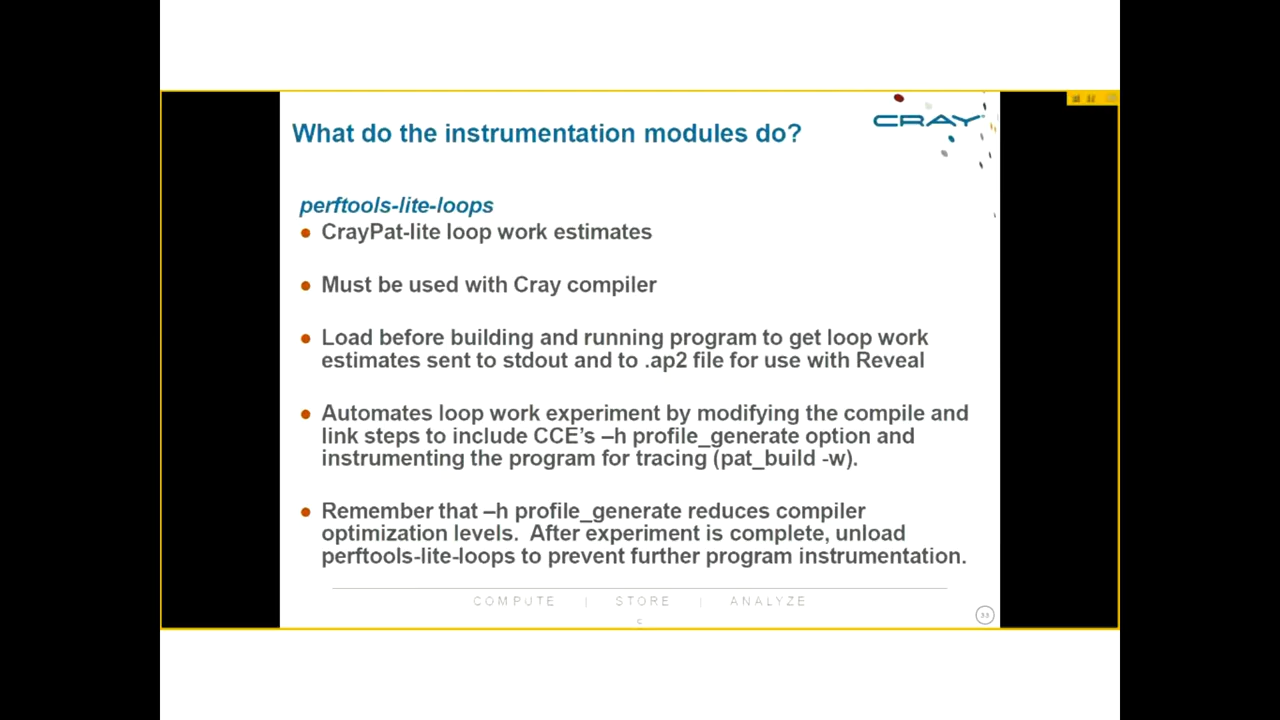 What do the instrumentation modules do?
CRAY
perftools-lite-loops
● CrayPat-lite loop work estimates
● Must be used with Cray compiler
● Load before building and running program to get loop work
estimates sent to stdout and to .ap2 file for use with Reveal
● Automates loop work experiment by modifying the compile and
link steps to include CCE's –h profile_generate option and
instrumenting the program for tracing (pat_build -w).
● Remember that –h profile_generate reduces compiler
optimization levels.  After experiment is complete, unload
perftools-lite-loops to prevent further program instrumentation.
COMPUTE | STORE | ANALYZE
C
33